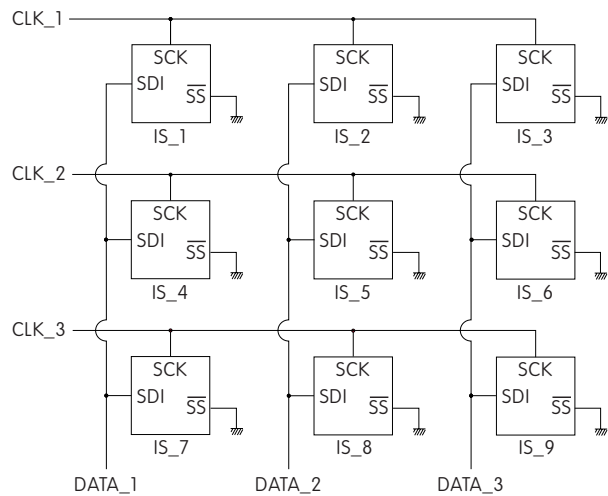 CLK_1
SCK SCK SCK
SDI SDI SDI
SS SS SS
IS_1 IS_2 IS_3
CLK_2
SCK SCK SCK
SDI SDI SDI
SS SS SS
IS_4 IS_5 IS_6
CLK_3
SCK SCK SCK
SDI SDI SDI
SS SS SS
IS_7 IS_8 IS_9
DATA_1 DATA_2 DATA_3